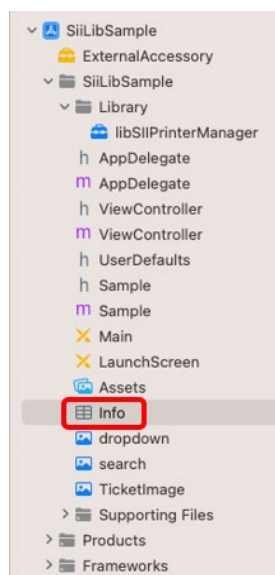 SiiLibSample
ExternalAccessory
SiiLibSample
Library
libSIIPrinterManager
h AppDelegate
m AppDelegate
h ViewController
m ViewController
h UserDefaults
h Sample
m Sample
Main
LaunchScreen
Assets
Info
dropdown
search
TicketImage
Supporting Files
Products
Frameworks